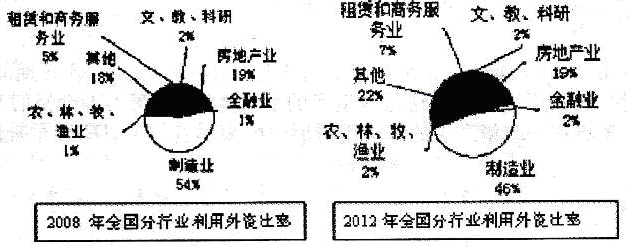 租赁和商务服务业
5%
文、教、科研
2%
其他
18%
房地产业
19%
农、林、牧、渔业
1%
金融业
1%
制造业
54%
2008 年全国分行业利用外资比率
租赁和商务服务业
7%
文、教、科研
2%
其他
22%
房地产业
19%
农、林、牧、渔业
2%
金融业
2%
制造业
46%
2012 年全国分行业利用外资比率